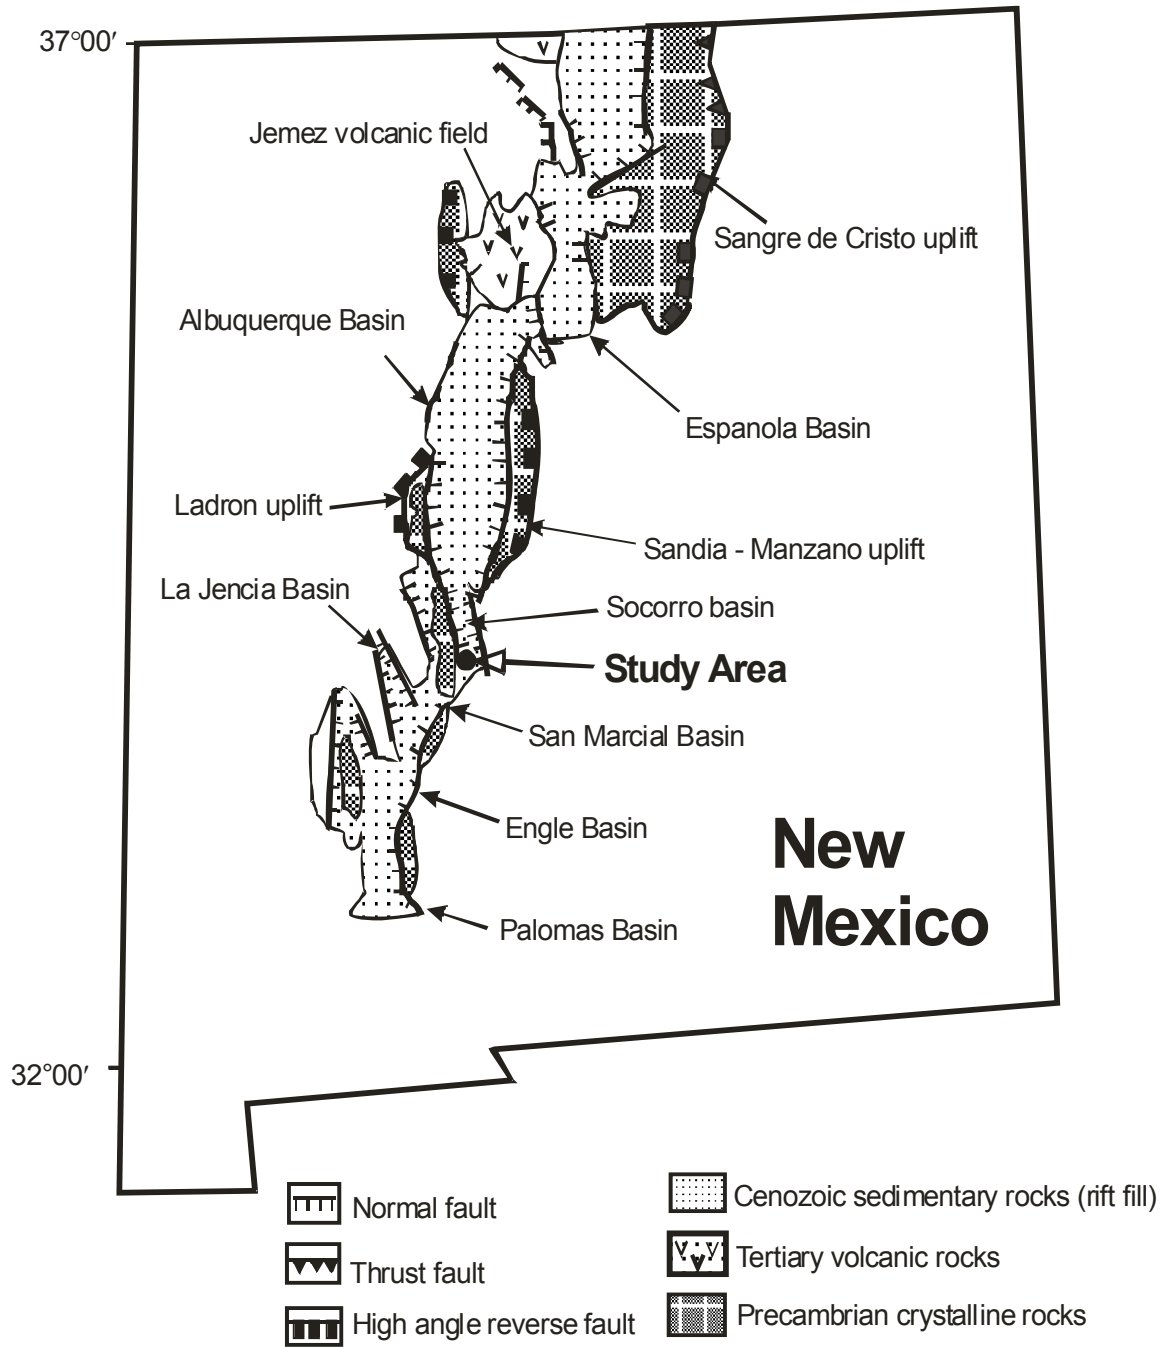 37°00′
Jemez volcanic field
Sangre de Cristo uplift
Albuquerque Basin
Espanola Basin
Ladron uplift
Sandia - Manzano uplift
La Jencia Basin
Socorro basin
Study Area
San Marcial Basin
Engle Basin
New
Mexico
Palomas Basin
32°00′
Normal fault
Cenozoic sedimentary rocks (rift fill)
Thrust fault
Tertiary volcanic rocks
High angle reverse fault
Precambrian crystalline rocks